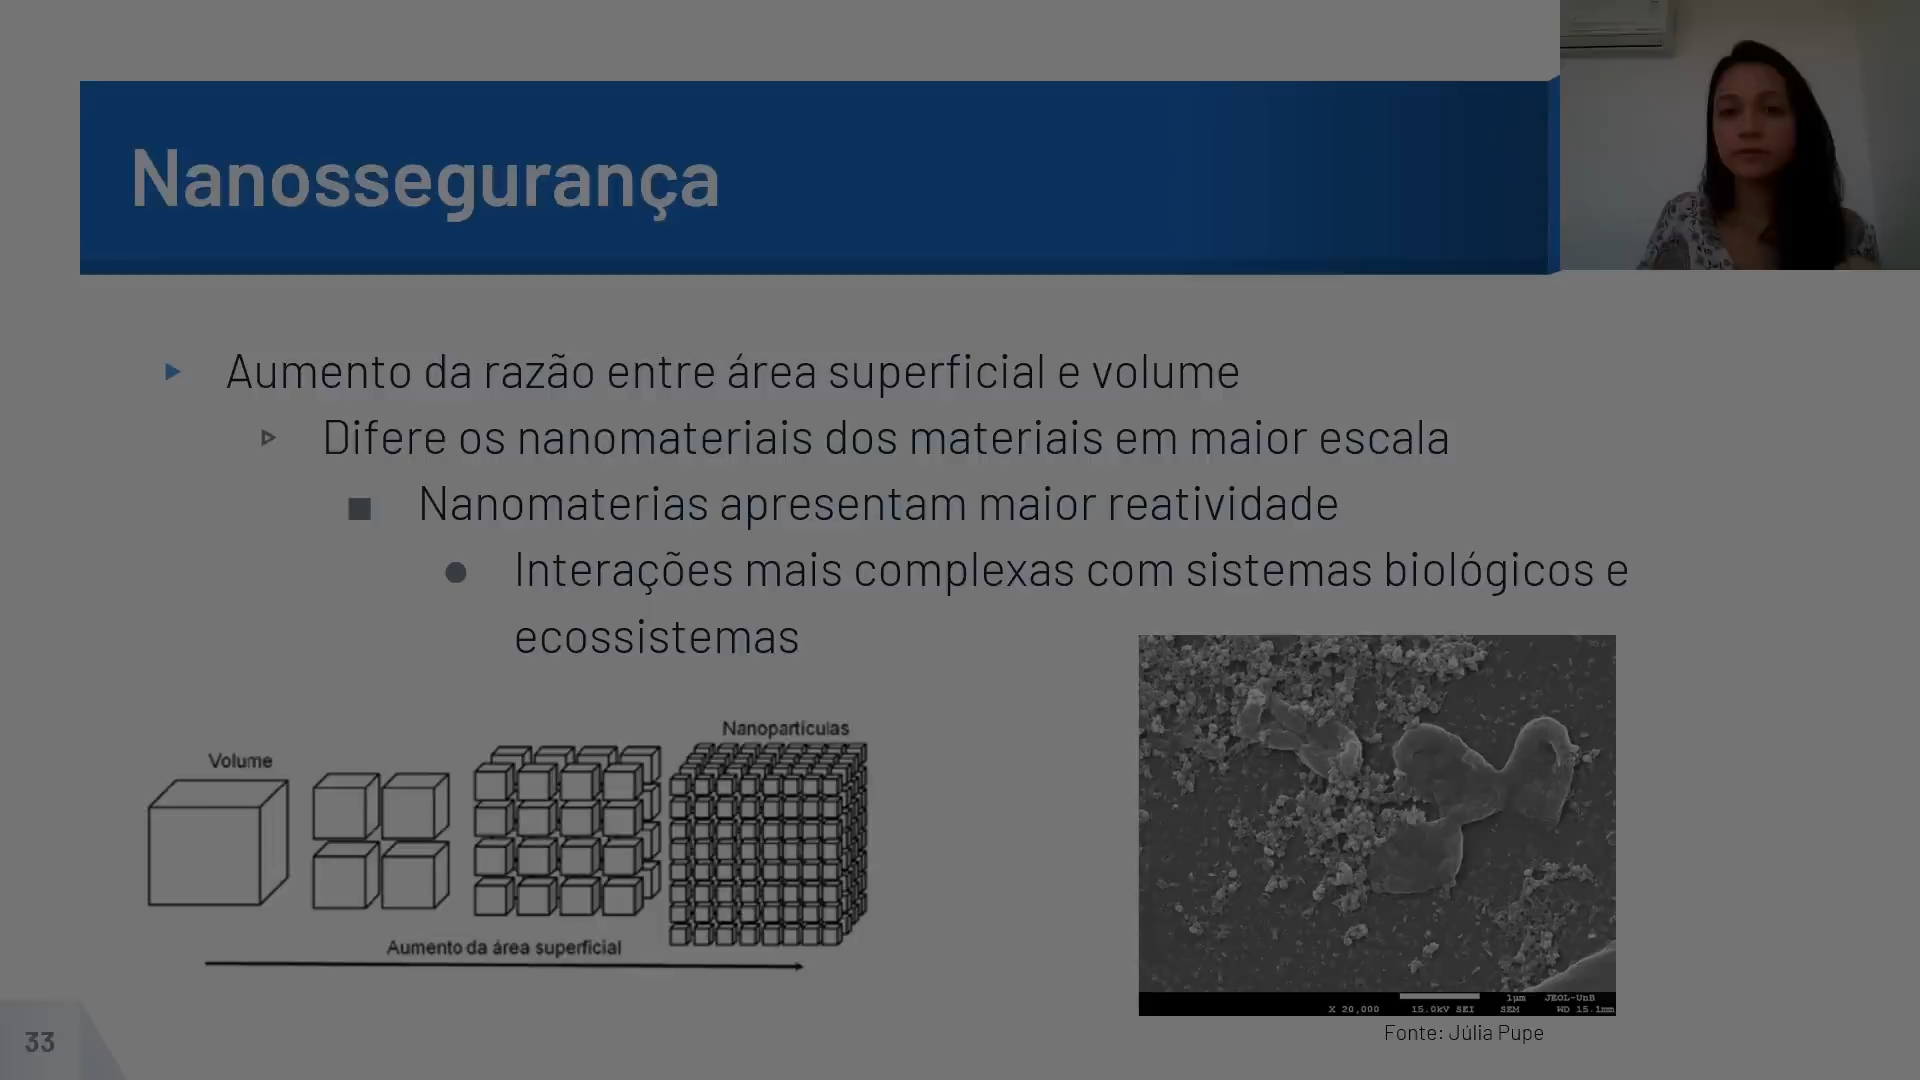 Nanossegurança
Aumento da razão entre área superficial e volume
Difere os nanomateriais dos materiais em maior escala
Nanomaterias apresentam maior reatividade
Interações mais complexas com sistemas biológicos e
ecossistemas
Nanopartículas
Volume
Aumento da área superficial
X 20,000 15.0kV SEI 1μm SEM JEOL-UnB WD 15.1mm
Fonte: Júlia Pupe
33